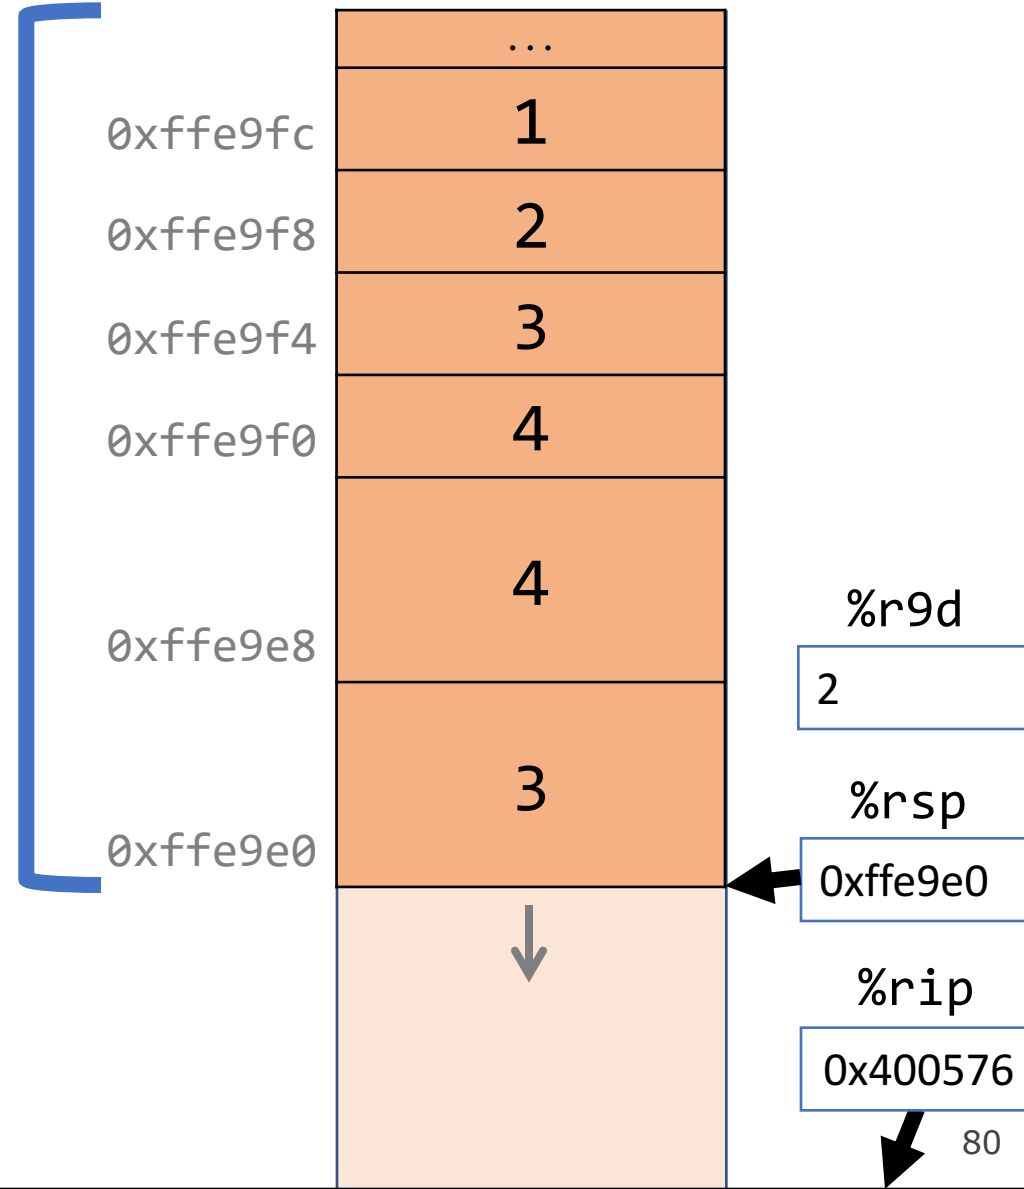 ...
0xffe9fc 1
0xffe9f8 2
0xffe9f4 3
0xffe9f0 4
0xffe9e8 4
0xffe9e0 3
%r9d
2
%rsp
0xffe9e0
%rip
0x400576
80